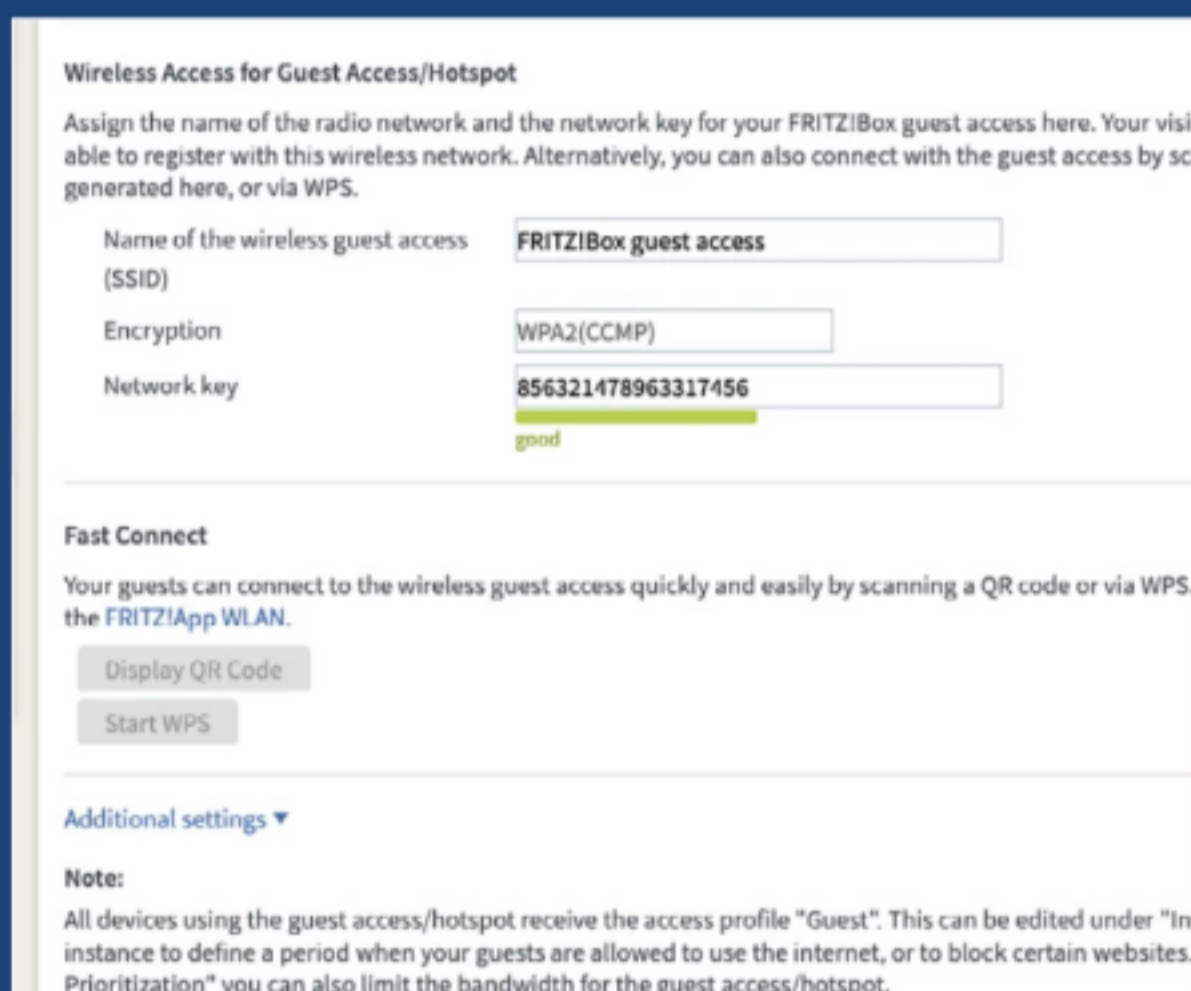 Wireless Access for Guest Access/Hotspot
Assign the name of the radio network and the network key for your FRITZ!Box guest access here. Your visi
able to register with this wireless network. Alternatively, you can also connect with the guest access by sc
generated here, or via WPS.
Name of the wireless guest access
(SSID)
FRITZ!Box guest access
Encryption
WPA2(CCMP)
Network key
856321478963317456
good
Fast Connect
Your guests can connect to the wireless guest access quickly and easily by scanning a QR code or via WPS.
the FRITZ!App WLAN.
Display QR Code
Start WPS
Additional settings ▼
Note:
All devices using the guest access/hotspot receive the access profile "Guest". This can be edited under "In
instance to define a period when your guests are allowed to use the internet, or to block certain websites.
Prioritization" you can also limit the bandwidth for the guest access/hotspot.